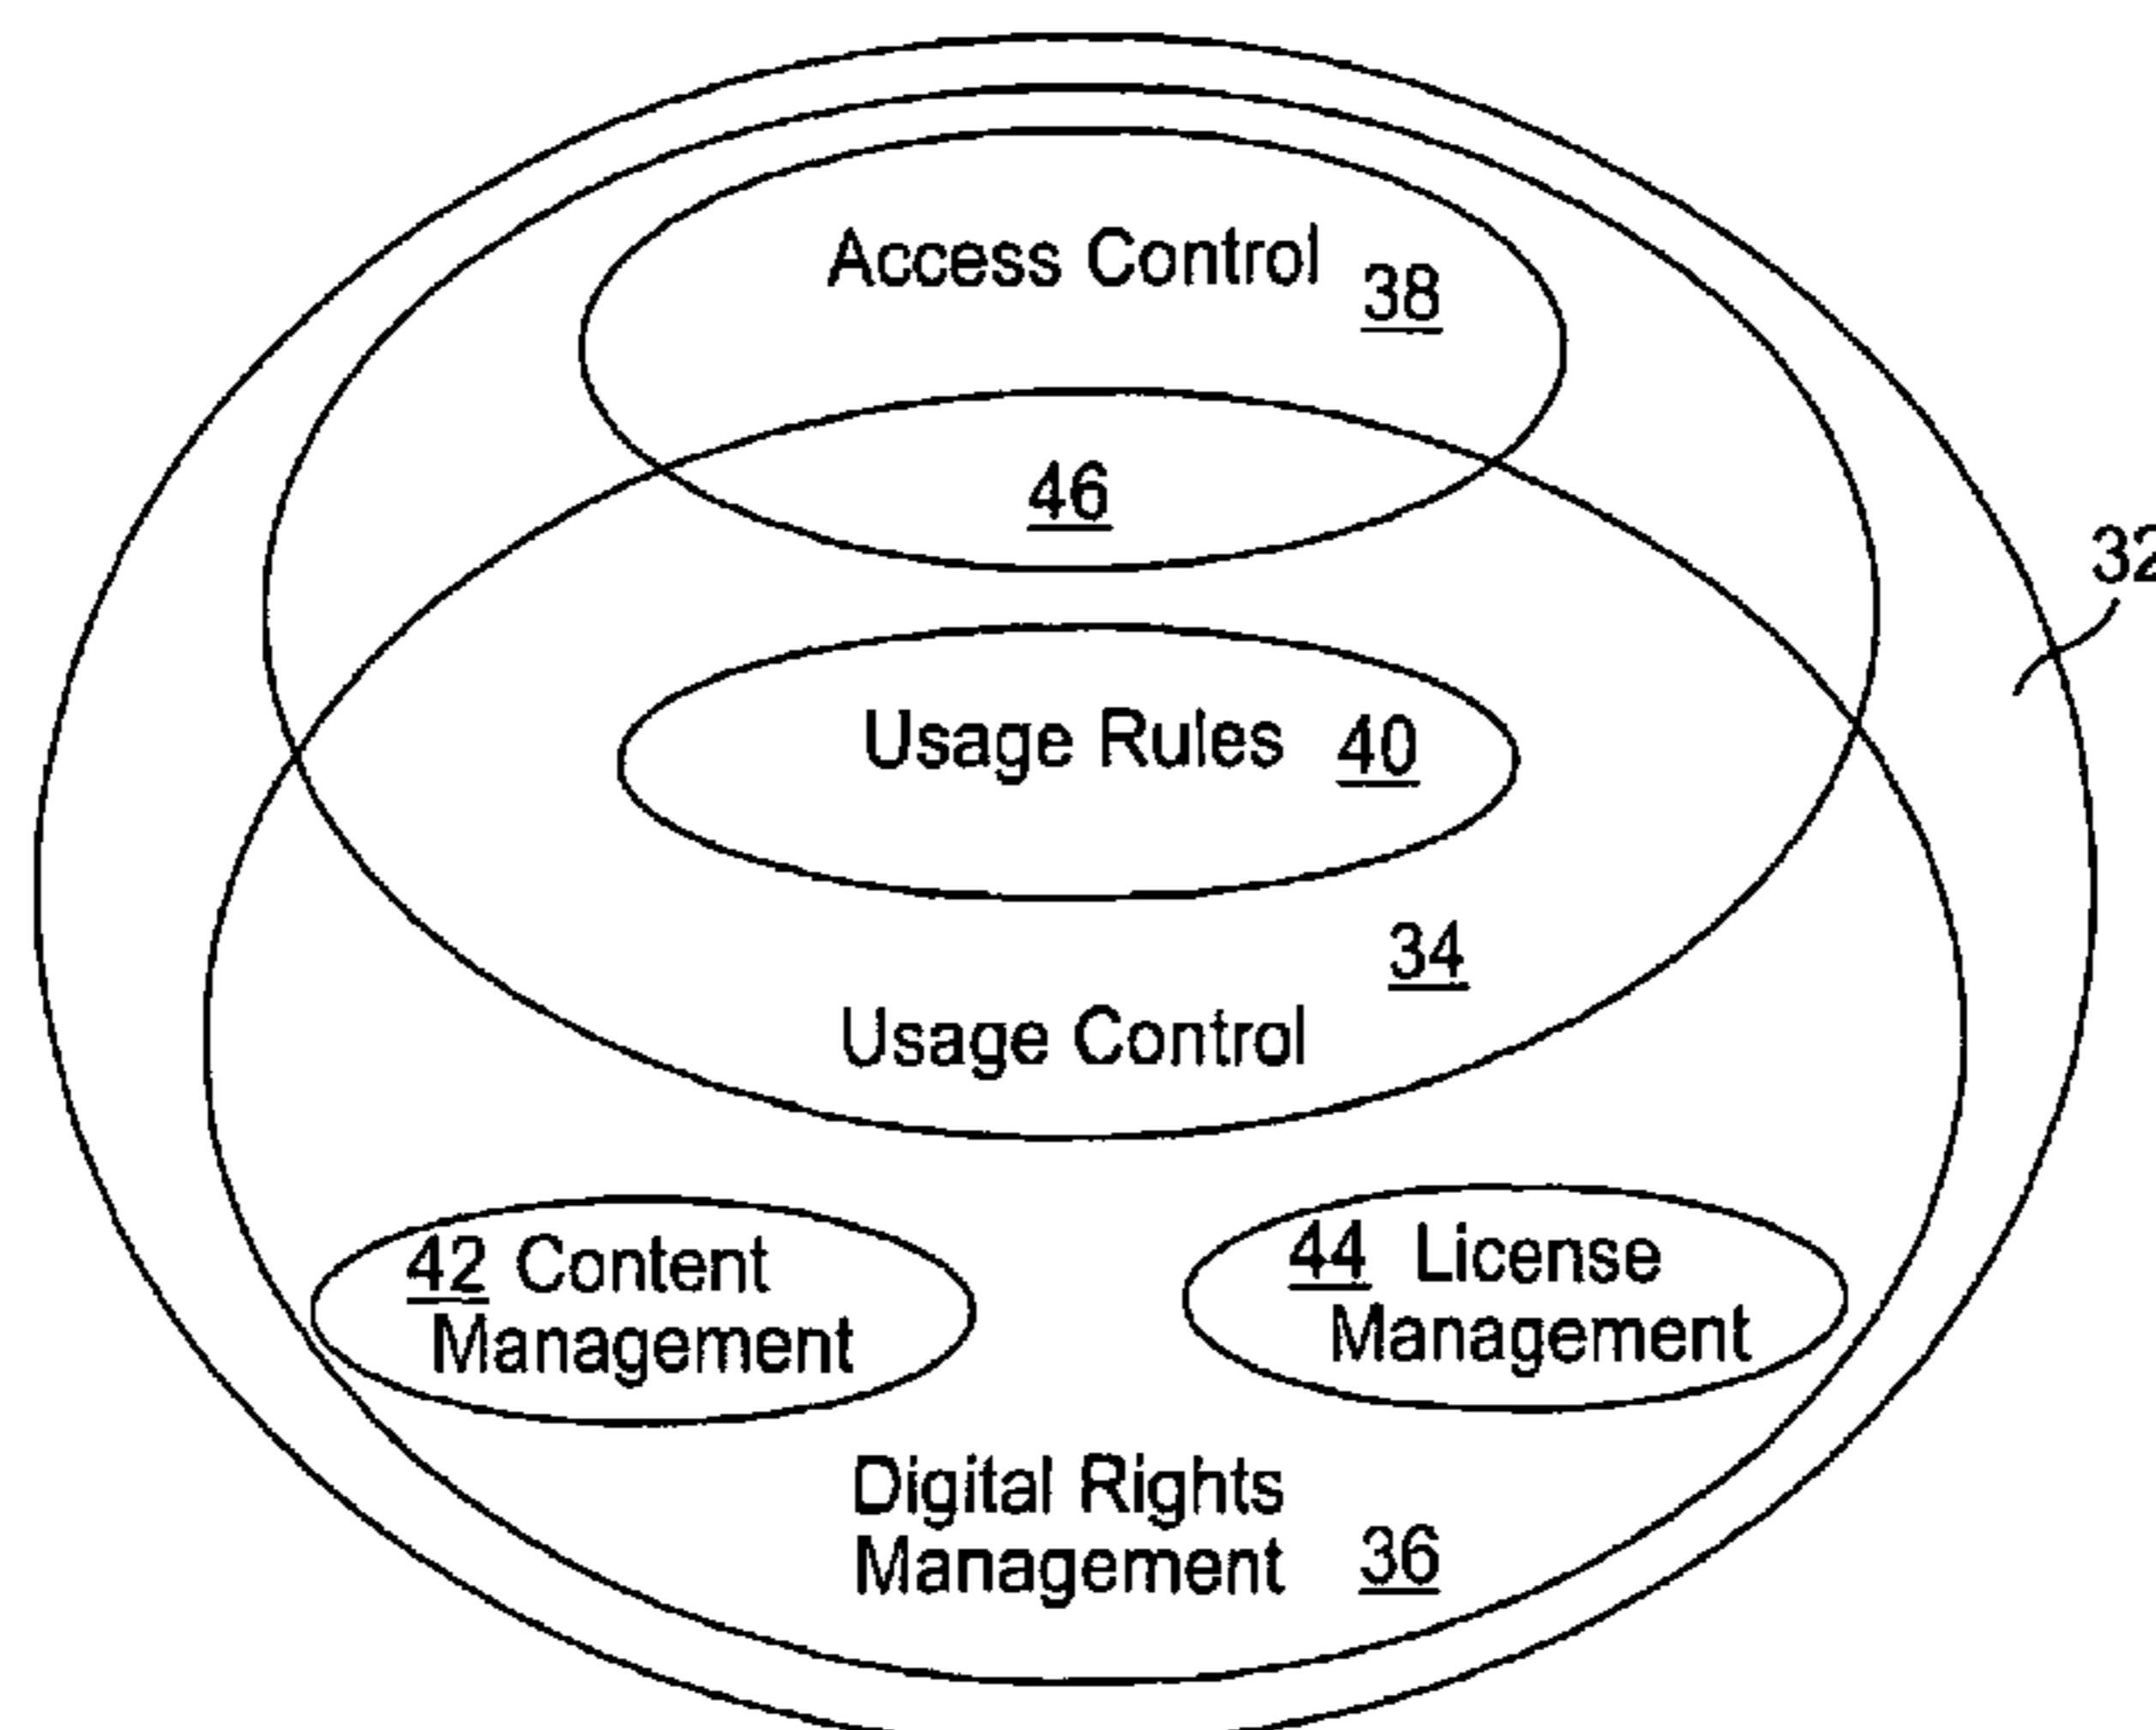 Access Control 38
46
32
Usage Rules 40
34
Usage Control
42 Content
Management
44 License
Management
Digital Rights
Management 36